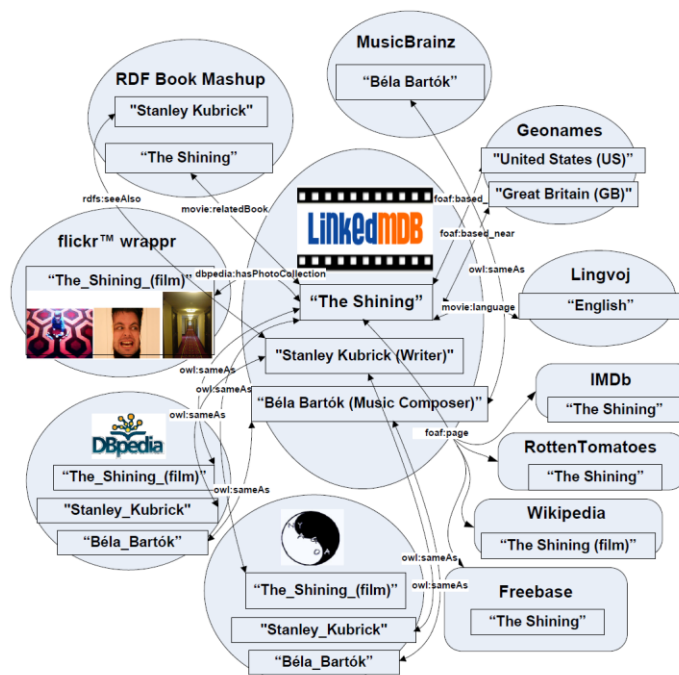 MusicBrainz
“Béla Bartók”
RDF Book Mashup
"Stanley Kubrick"
“The Shining”
Geonames
"United States (US)”
"Great Britain (GB)"
rdfs:seeAlso
movie:relatedBook
LinkedMDB
foaf:based_
foaf:based_near
owl:sameAs
flickr™ wrappr
“The_Shining_(film)”
dbpedia:hasPhotoCollection
“The Shining”
movie:language
Lingvoj
“English”
"Stanley Kubrick (Writer)"
“Béla Bartók (Music Composer)”
owl:sameAs
owl:sameAs
owl:sameAs
foaf:page
IMDb
“The Shining”
RottenTomatoes
“The Shining”
DBpedia
“The_Shining_(film)”
"Stanley_Kubrick”
“Béla_Bartók”
owl:sameAs
Wikipedia
“The Shining (film)”
YAGO
“The_Shining_(film)”
"Stanley_Kubrick"
“Béla_Bartók”
owl:sameAs
owl:sameAs
Freebase
“The Shining”